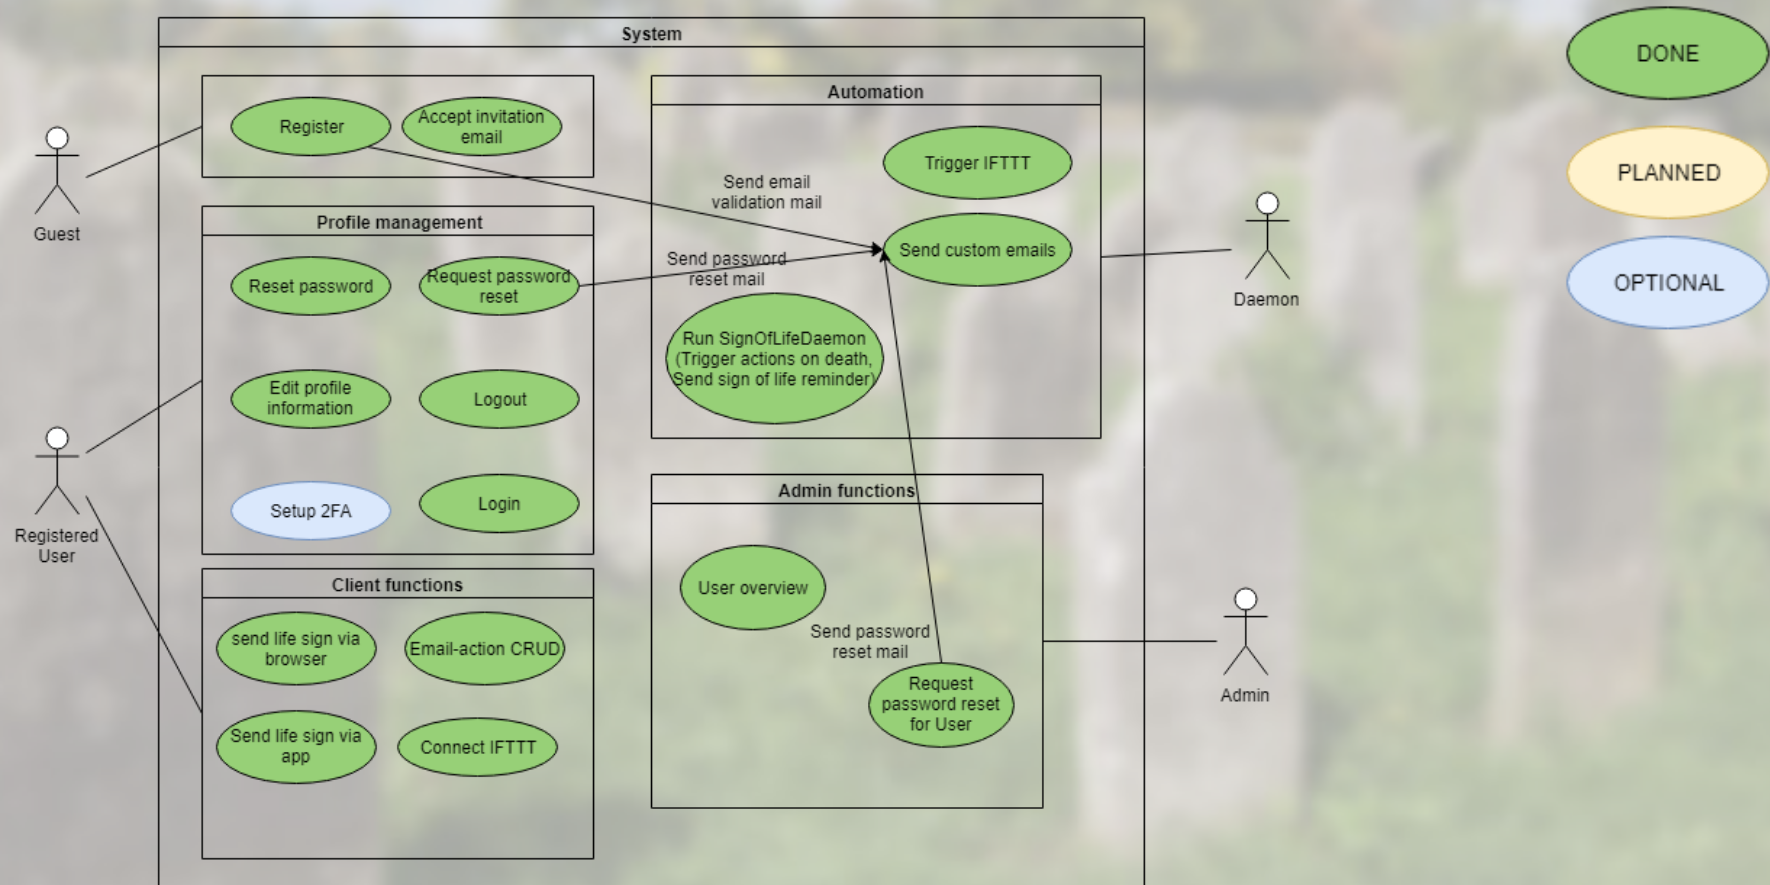 System
Register
Accept invitation
email
Guest
Profile management
Reset password
Request password
reset
Edit profile
information
Logout
Setup 2FA
Login
Registered
User
Client functions
send life sign via
browser
Email-action CRUD
Send life sign via
app
Connect IFTTT
Automation
Trigger IFTTT
Send email
validation mail
Send custom emails
Send password
reset mail
Run SignOfLifeDaemon
(Trigger actions on death,
Send sign of life reminder)
Daemon
Admin functions
User overview
Send password
reset mail
Request
password reset
for User
Admin
DONE
PLANNED
OPTIONAL